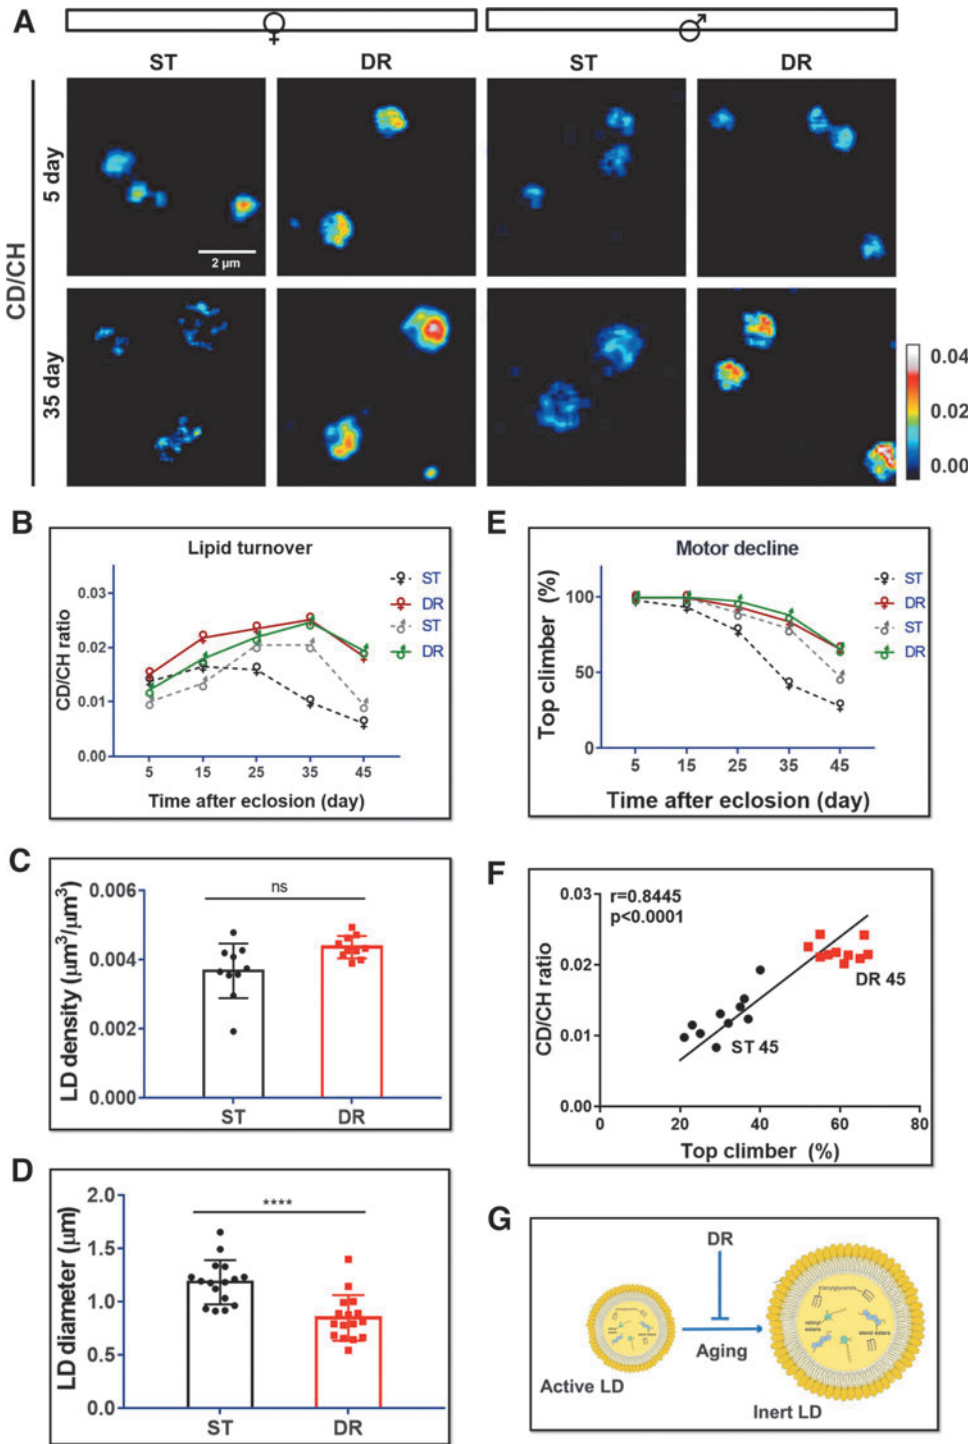 A
♀
♂
ST
DR
ST
DR
CD/CH
5 day
35 day
2 μm
0.04
0.02
0.00
B
Lipid turnover
CD/CH ratio
0.03
0.02
0.01
0.00
5 15 25 35 45
Time after eclosion (day)
ST
DR
ST
DR
E
Motor decline
Top climber (%)
100
50
0
5 15 25 35 45
Time after eclosion (day)
ST
DR
ST
DR
C
ns
LD density (μm³/μm³)
0.006
0.004
0.002
0.000
ST DR
F
r=0.8445
p<0.0001
CD/CH ratio
0.03
0.02
0.01
0.00
DR 45
ST 45
0 20 40 60 80
Top climber (%)
D
****
LD diameter (μm)
2.0
1.5
1.0
0.5
0.0
ST DR
G
DR
Aging
Active LD
Inert LD
triacylglycerols
retinyl
esters
sterol esters